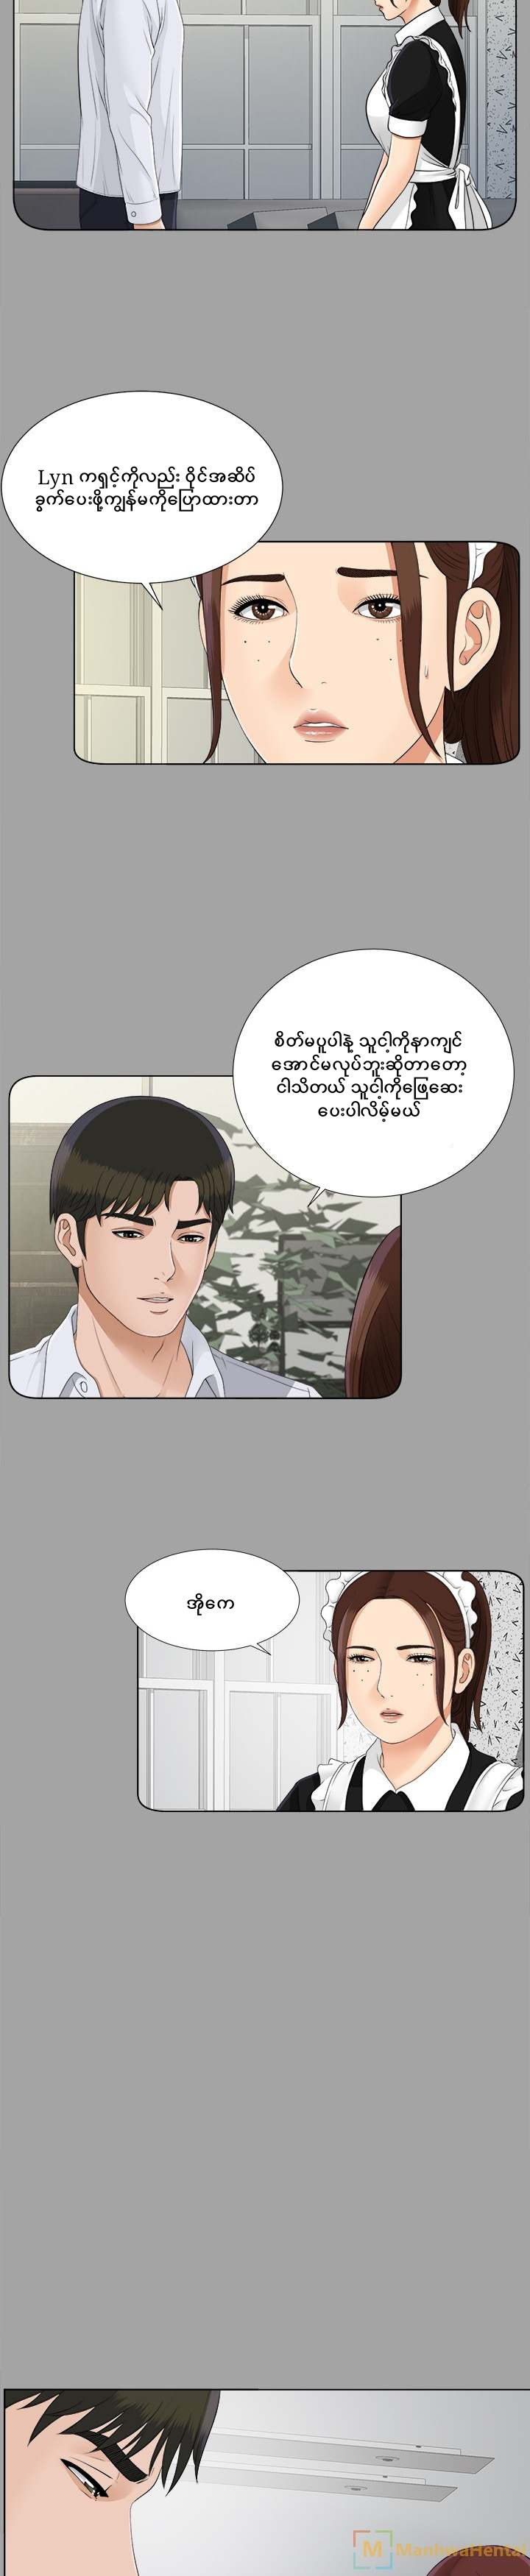 Lyn ကရှင့်ကိုလည်း ဝိုင်အဆိပ်
ခွက်ပေးဖို့ကျွန်မကိုပြောထားတာ
စိတ်မပူပါနဲ့ သူငါ့ကိုနာကျင်
အောင်မလုပ်ဘူးဆိုတာတော့
ငါသိတယ် သူငါ့ကိုဖြေဆေး
ပေးပါလိမ့်မယ်
အိုကေ
M ManhwaHentai